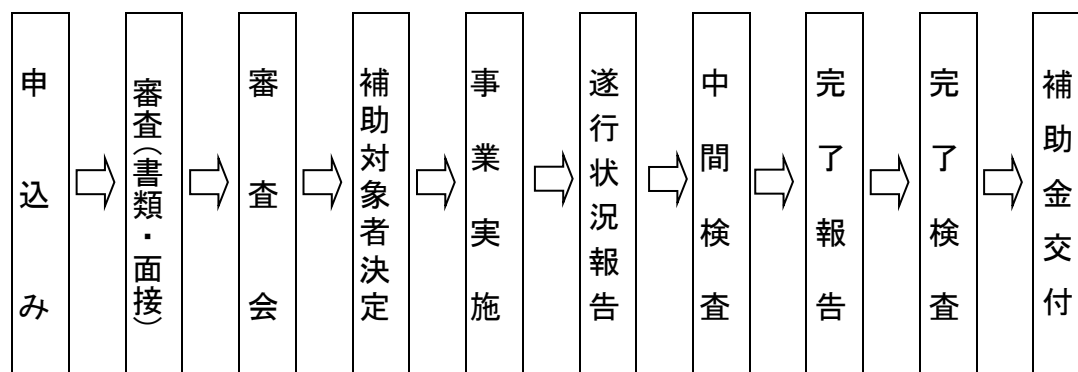 申込み
審査（書類・面接）
審査会
補助対象者決定
事業実施
遂行状況報告
中間検査
完了報告
完了検査
補助金交付